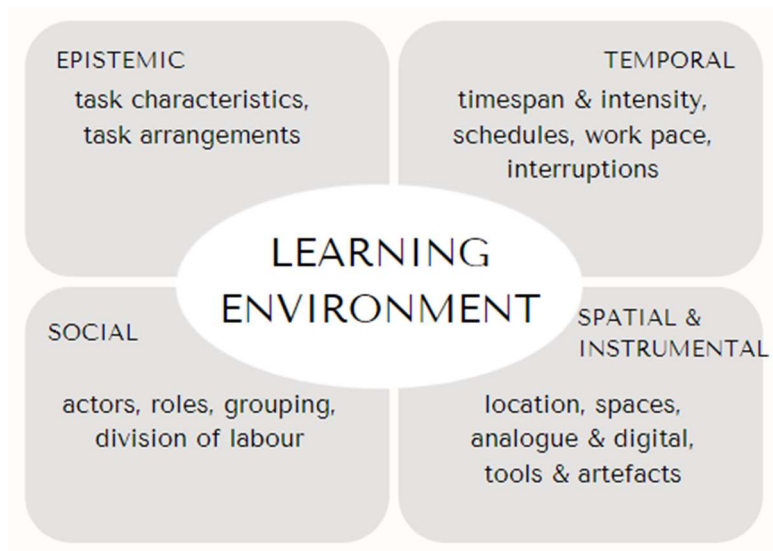 EPISTEMIC
task characteristics,
task arrangements
TEMPORAL
timespan & intensity,
schedules, work pace,
interruptions
LEARNING
ENVIRONMENT
SOCIAL
actors, roles, grouping,
division of labour
SPATIAL &
INSTRUMENTAL
location, spaces,
analogue & digital,
tools & artefacts